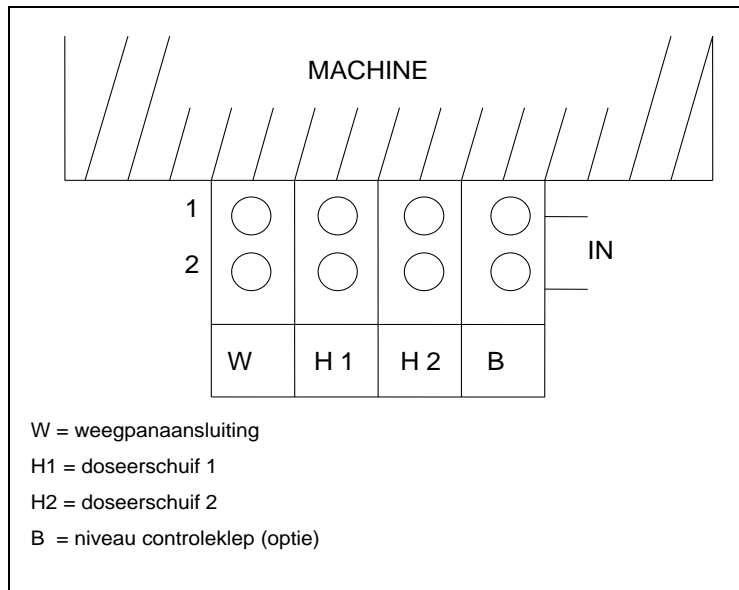 MACHINE
1
2
IN
W H 1 H 2 B
W = weegpanaansluiting
H1 = doseerschuif 1
H2 = doseerschuif 2
B = niveau controleklep (optie)